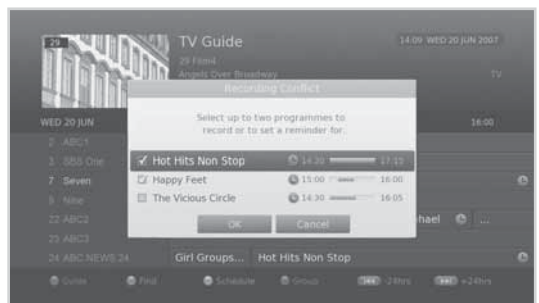 29
TV Guide
14:09 WED 20 JUN 2007
29 Film4
Angels Over Broadway
TV
Recording Conflict
WED 20 JUN
16:00
Select up to two programmes to
record or to set a reminder for.
2 ABC1
3 SBS One
Hot Hits Non Stop 14:30 17:15
7 Seven
Happy Feet 15:00 16:00
9 Nine
The Vicious Circle 14:30 16:05
22 ABC2
OK Cancel
hael ...
23 ABC3
24 ABC NEWS 24 Girl Groups... Hot Hits Non Stop
Guide Find Schedule Group -24hrs +24hrs